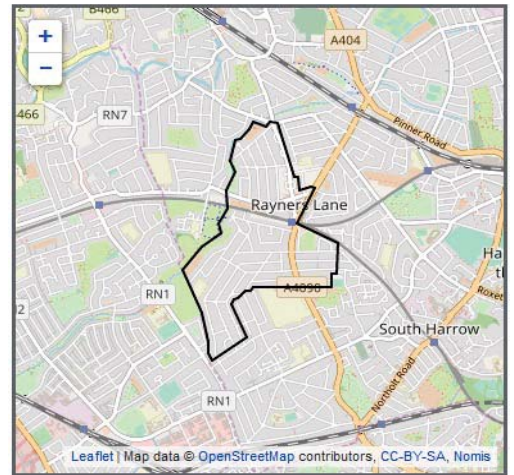 B466
+
−
A404
466
RN7
Pinner Road
Rayners Lane
Ha
th
RN1
A4090
Roxet
South Harrow
Northolt Road
RN1
Leaflet | Map data © OpenStreetMap contributors, CC-BY-SA, Nomis